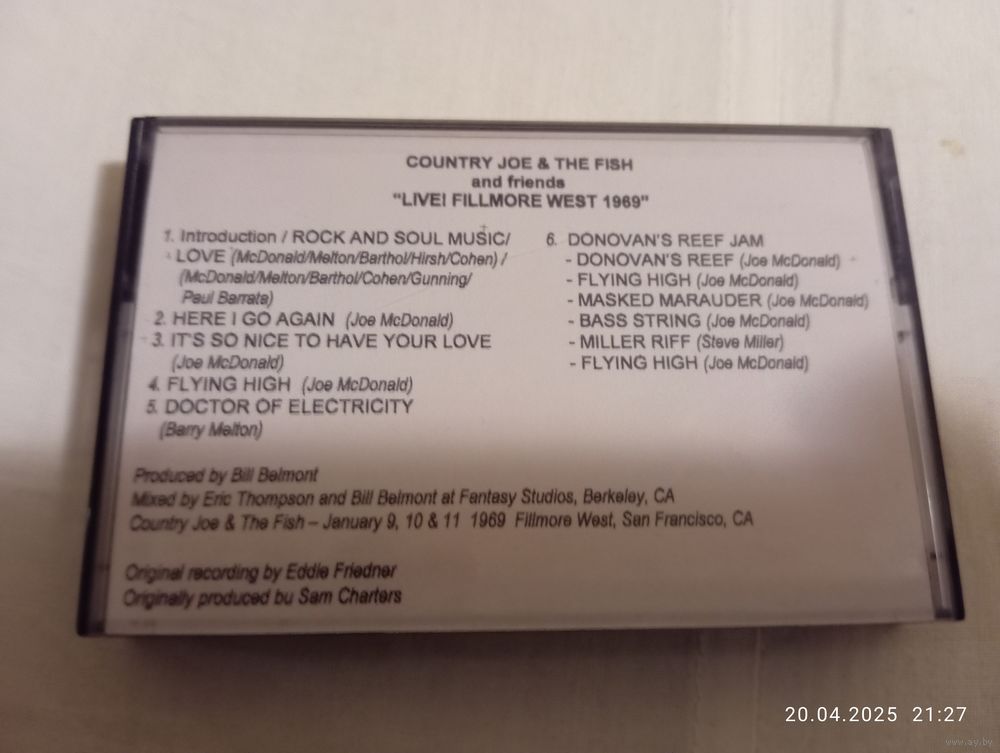 COUNTRY JOE & THE FISH
and friends
"LIVE! FILLMORE WEST 1969"
1. Introduction / ROCK AND SOUL MUSIC/
LOVE (McDonald/Melton/Barthol/Hirsh/Cohen) /
(McDonald/Melton/Barthol/Cohen/Gunning/
Paul Barrata)
2. HERE I GO AGAIN (Joe McDonald)
3. IT'S SO NICE TO HAVE YOUR LOVE
(Joe McDonald)
4. FLYING HIGH (Joe McDonald)
5. DOCTOR OF ELECTRICITY
(Barry Melton)
6. DONOVAN'S REEF JAM
- DONOVAN'S REEF (Joe McDonald)
- FLYING HIGH (Joe McDonald)
- MASKED MARAUDER (Joe McDonald)
- BASS STRING (Joe McDonald)
- MILLER RIFF (Steve Miller)
- FLYING HIGH (Joe McDonald)
Produced by Bill Belmont
Mixed by Eric Thompson and Bill Belmont at Fantasy Studios, Berkeley, CA
Country Joe & The Fish – January 9, 10 & 11 1969 Fillmore West, San Francisco, CA
Original recording by Eddie Friedner
Originally produced bu Sam Charters
20.04.2025 21:27
www.ay.by